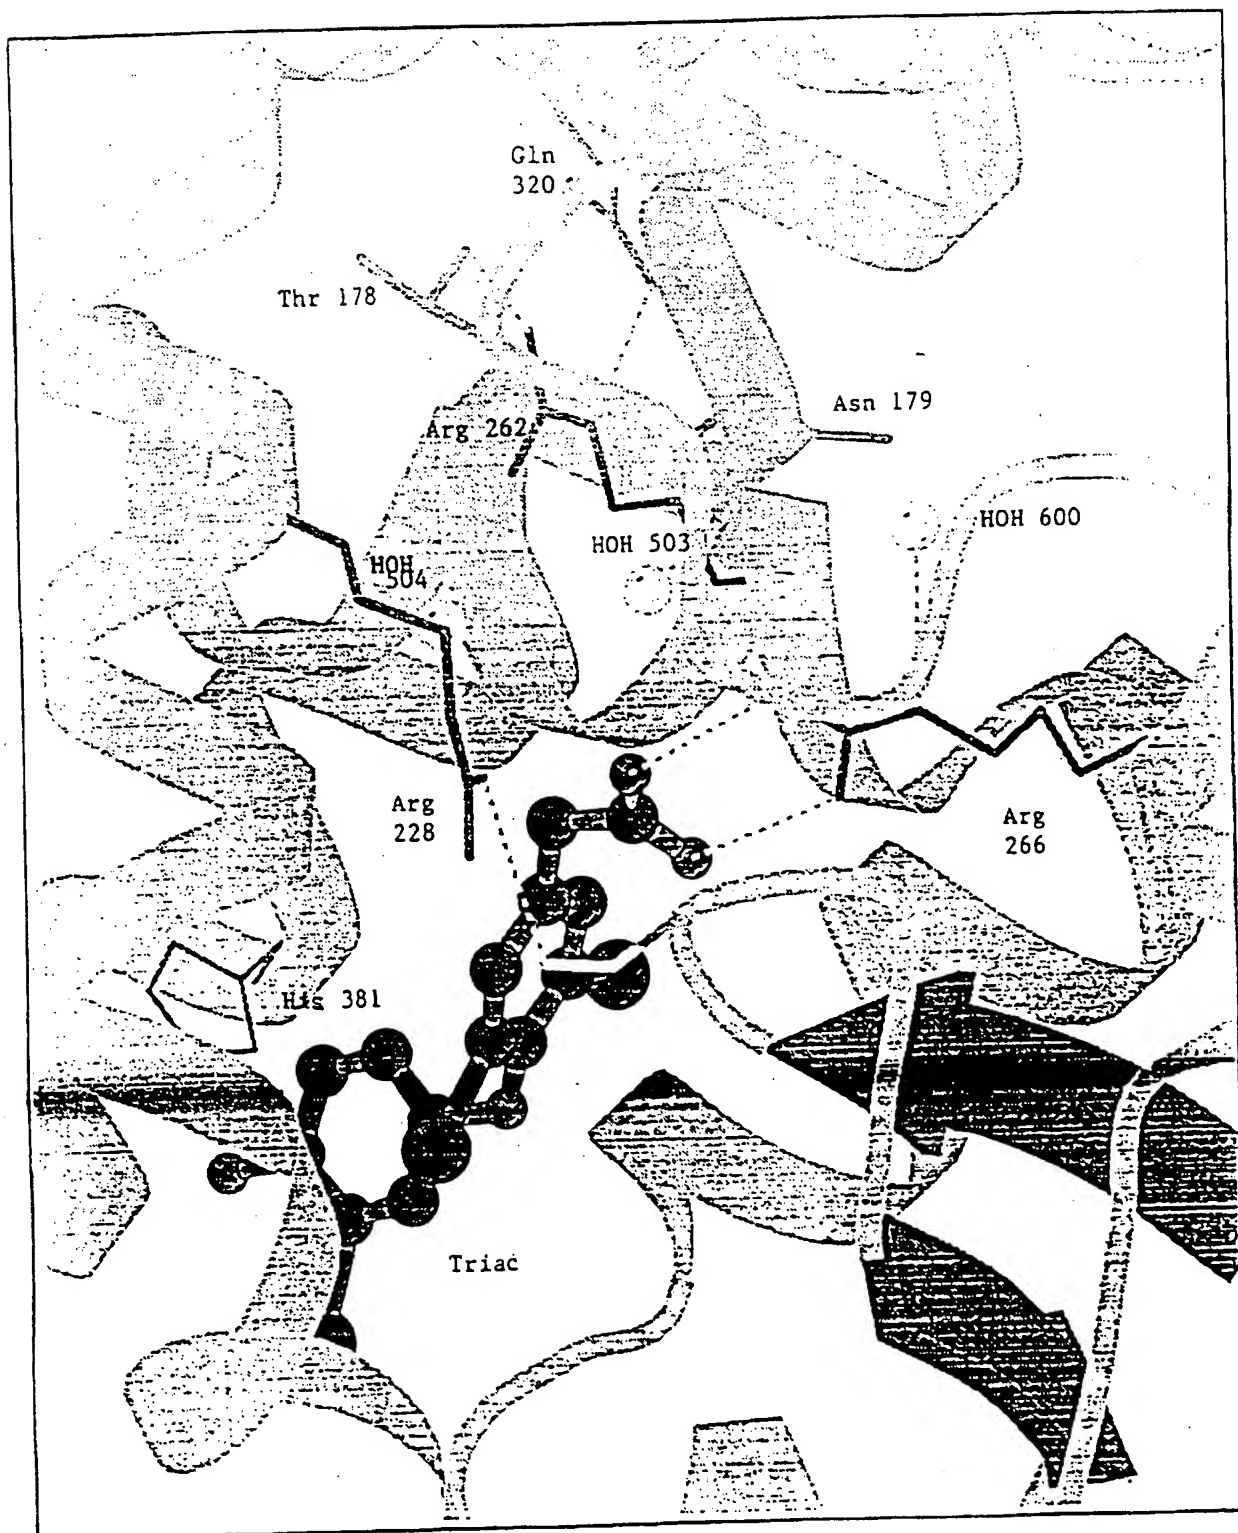 Gln
320
Thr 178
Asn 179
Arg 262
HOH 600
HOH 503
HOH
504
Arg
228
Arg
266
His 381
Triac